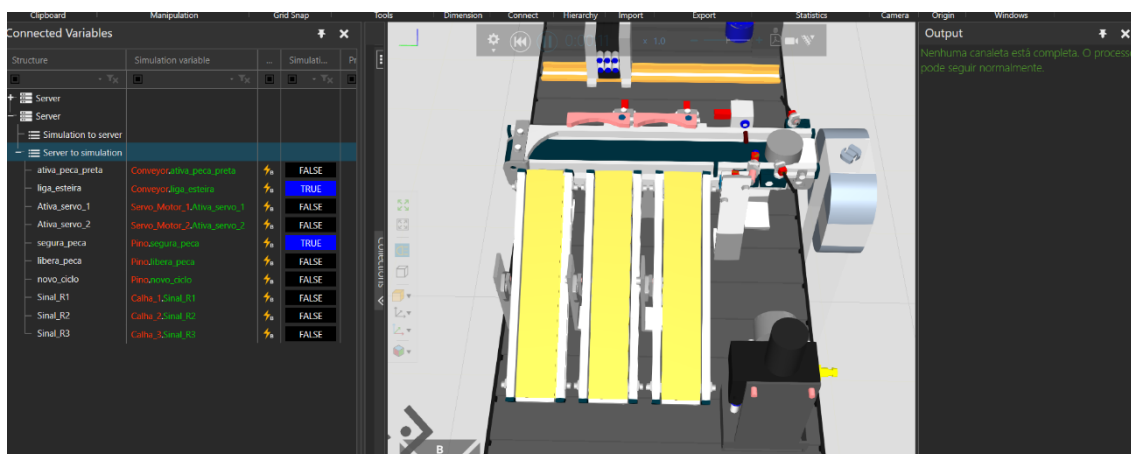 Clipboard Manipulation Grid Snap Tools Dimension Connect Hierarchy Import Export Statistics Camera Origin Windows
Connected Variables
Structure Simulation variable ... Simulati...
Server
Server
Simulation to server
Server to simulation
ativa_peca_preta Conveyor.ativa_peca_preta FALSE
liga_esteira Conveyor.liga_esteira TRUE
Ativa_servo_1 Servo_Motor_1.Ativa_servo_1 FALSE
Ativa_servo_2 Servo_Motor_2.Ativa_servo_2 FALSE
segura_peca Pino.segura_peca TRUE
libera_peca Pino.libera_peca FALSE
novo_ciclo Pino.novo_ciclo FALSE
Sinal_R1 Calha_1.Sinal_R1 FALSE
Sinal_R2 Calha_2.Sinal_R2 FALSE
Sinal_R3 Calha_3.Sinal_R3 FALSE
x 1.0
B
Output
Nenhuma canaleta está completa. O processo
pode seguir normalmente.